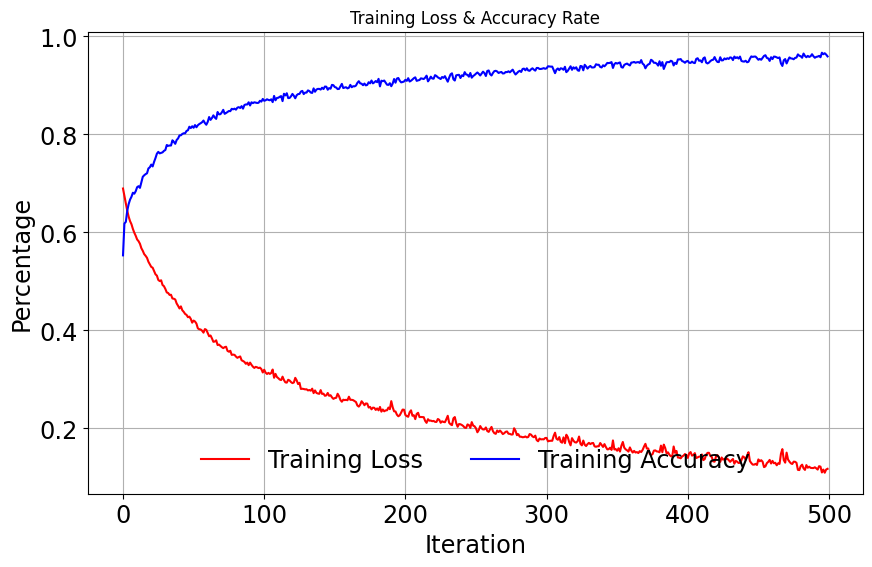 Training Loss & Accuracy Rate
1.0
0.8
0.6
0.4
0.2
Percentage
Training Loss Training Accuracy
0 100 200 300 400 500
Iteration